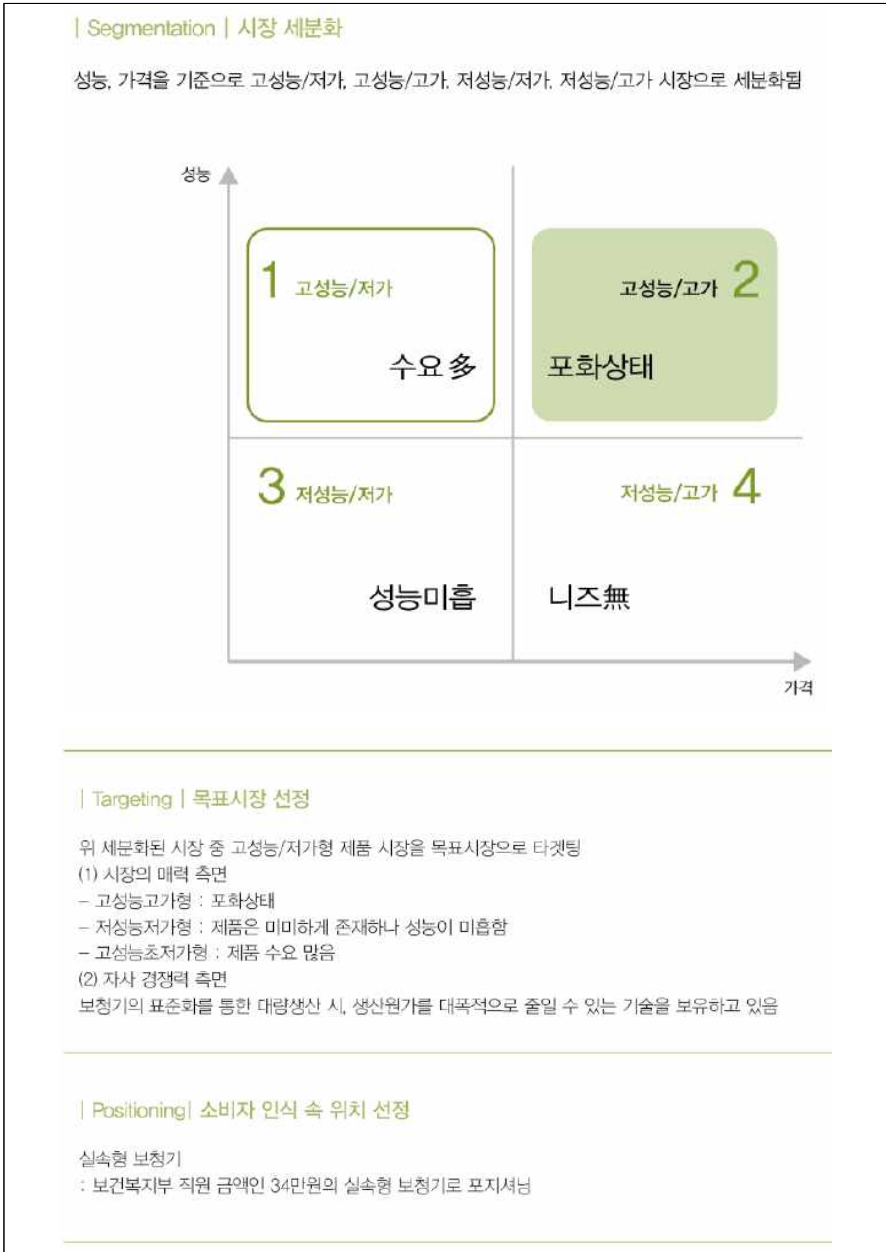 | Segmentation | 시장 세분화
성능, 가격을 기준으로 고성능/저가, 고성능/고가, 저성능/저가, 저성능/고가 시장으로 세분화됨
성능
1 고성능/저가
고성능/고가 2
수요多
포화상태
3 저성능/저가
저성능/고가 4
성능미흡
니즈無
가격
| Targeting | 목표시장 선정
위 세분화된 시장 중 고성능/저가형 제품 시장을 목표시장으로 타겟팅
(1) 시장의 매력 측면
– 고성능고가형 : 포화상태
– 저성능저가형 : 제품은 미미하게 존재하나 성능이 미흡함
– 고성능초저가형 : 제품 수요 많음
(2) 자사 경쟁력 측면
보청기의 표준화를 통한 대량생산 시, 생산원가를 대폭적으로 줄일 수 있는 기술을 보유하고 있음
| Positioning| 소비자 인식 속 위치 선정
실속형 보청기
: 보건복지부 직원 금액인 34만원의 실속형 보청기로 포지셔닝